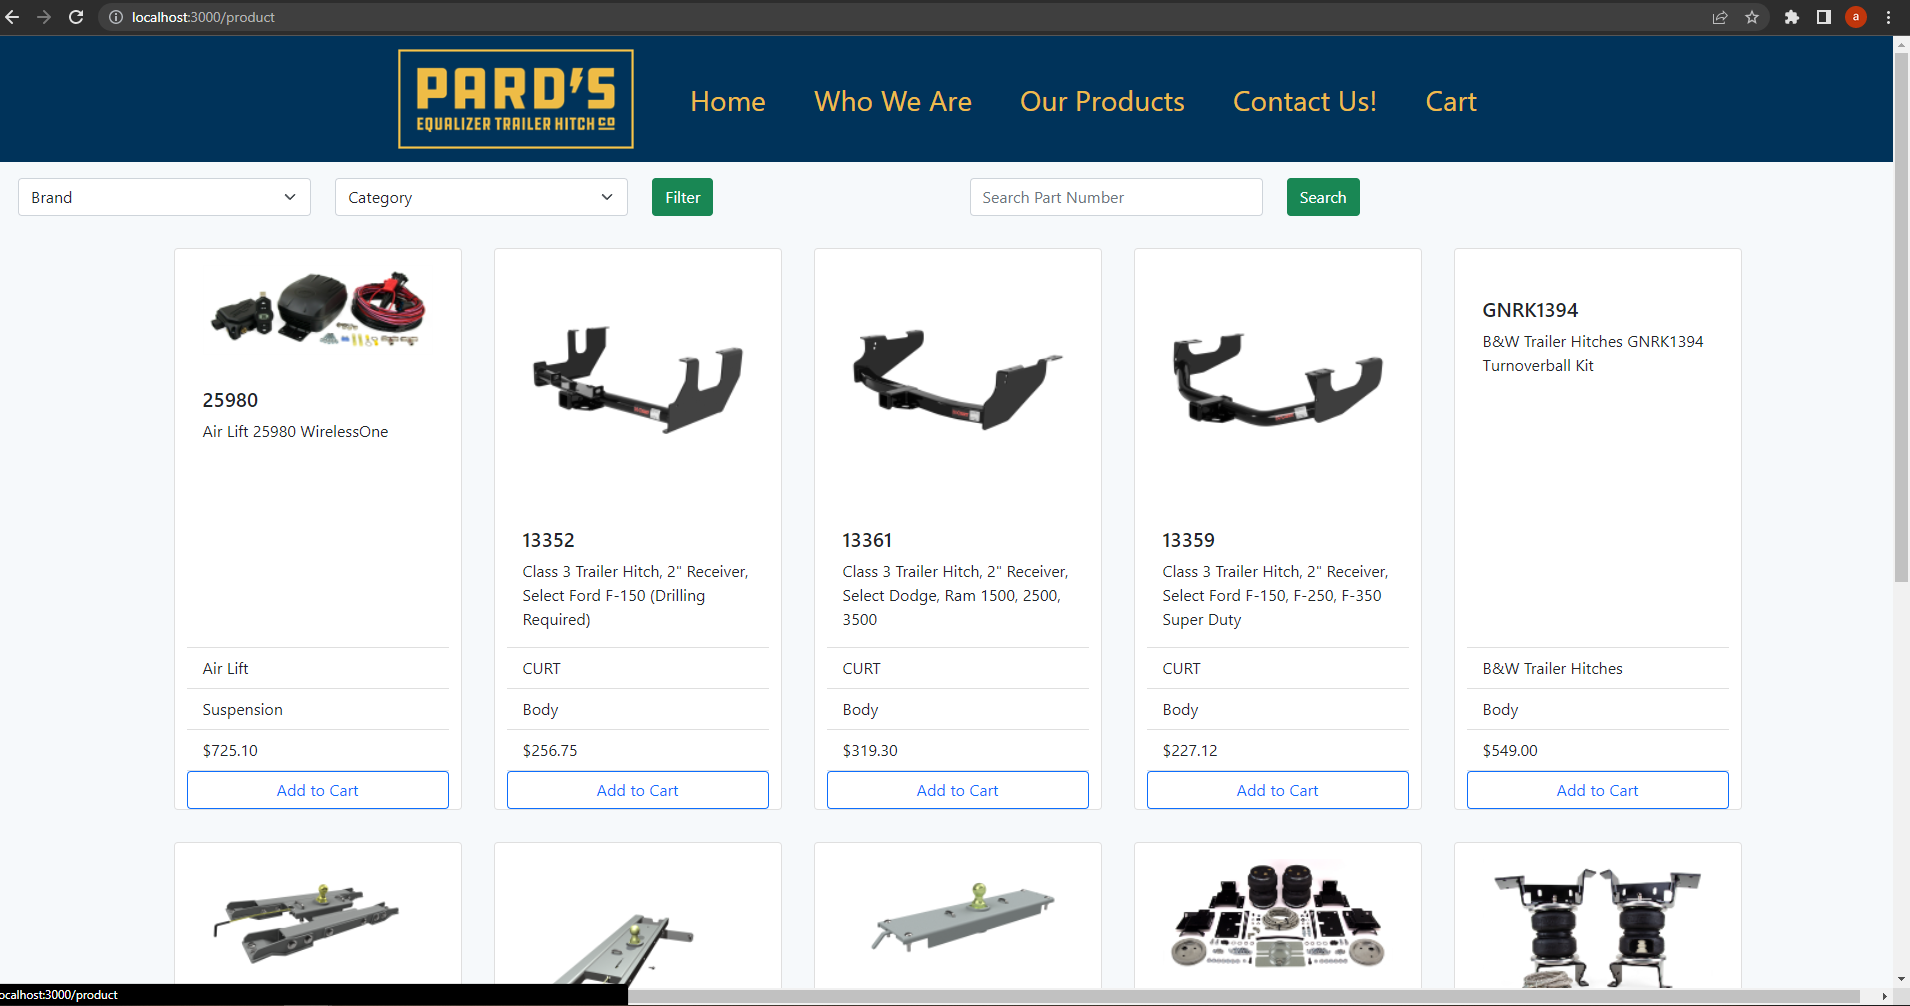 localhost:3000/product
a
PARD'S
EQUALIZER TRAILER HITCH CO
Home
Who We Are
Our Products
Contact Us!
Cart
Brand
Category
Filter
Search Part Number
Search
25980
Air Lift 25980 WirelessOne
Air Lift
Suspension
$725.10
Add to Cart
13352
Class 3 Trailer Hitch, 2" Receiver,
Select Ford F-150 (Drilling
Required)
CURT
Body
$256.75
Add to Cart
13361
Class 3 Trailer Hitch, 2" Receiver,
Select Dodge, Ram 1500, 2500,
3500
CURT
Body
$319.30
Add to Cart
13359
Class 3 Trailer Hitch, 2" Receiver,
Select Ford F-150, F-250, F-350
Super Duty
CURT
Body
$227.12
Add to Cart
GNRK1394
B&W Trailer Hitches GNRK1394
Turnoverball Kit
B&W Trailer Hitches
Body
$549.00
Add to Cart
ocalhost:3000/product